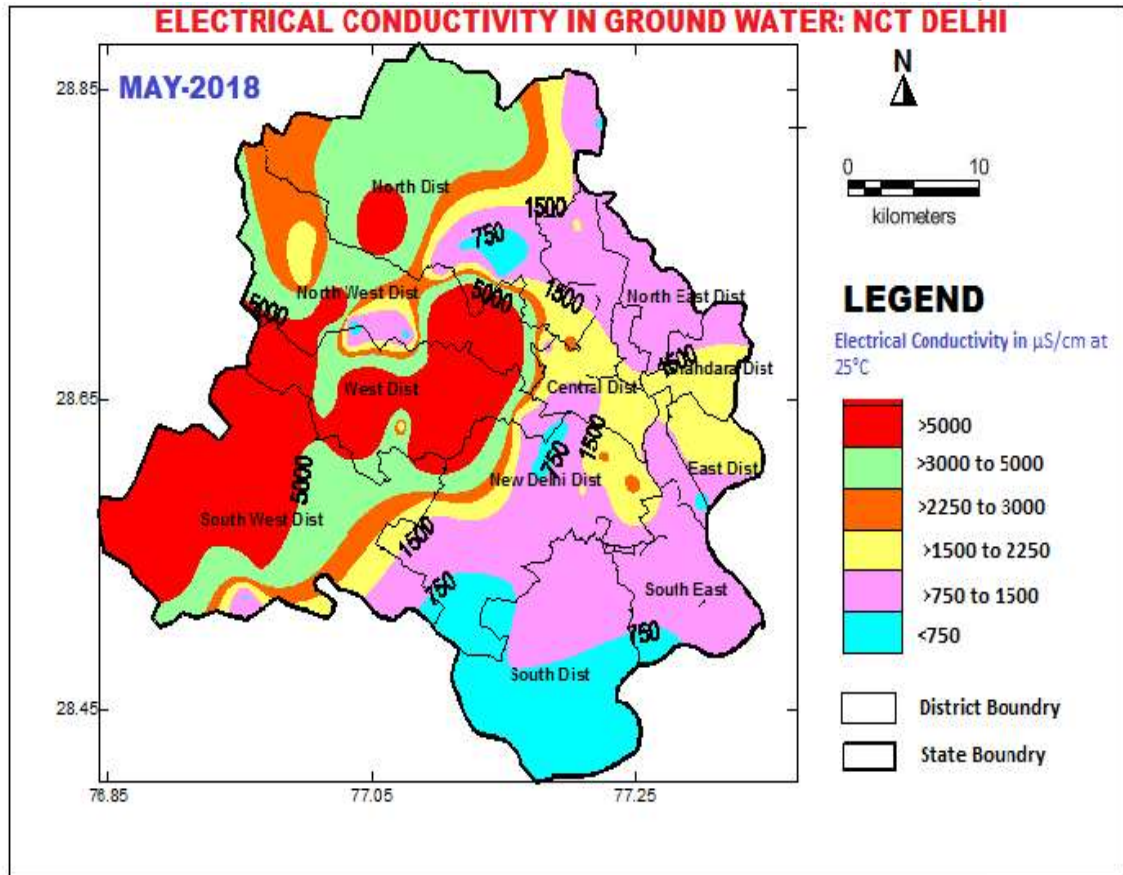 ELECTRICAL CONDUCTIVITY IN GROUND WATER: NCT DELHI
MAY-2018
N
28.85
28.65
28.45
76.85
77.05
77.25
0 10
kilometers
North Dist
1500
750
North West Dist
5000
5000
1500
North East Dist
1500
Shandara Dist
West Dist
Central Dist
1500
750
East Dist
New Delhi Dist
5000
South West Dist
1500
750
South East
750
South Dist
LEGEND
Electrical Conductivity in µS/cm at
25°C
>5000
>3000 to 5000
>2250 to 3000
>1500 to 2250
>750 to 1500
<750
District Boundry
State Boundry